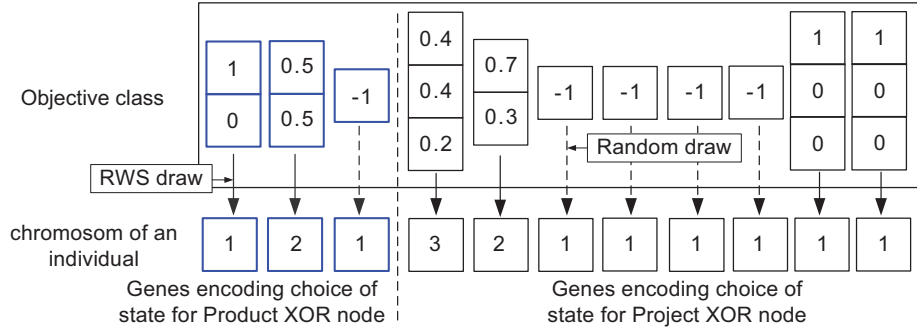 0.4 1 1
1 0.5 0.7
Objective class -1 0.4 -1 -1 -1 -1 0 0
0 0.5 0.3
0.2 Random draw 0 0
RWS draw
chromosom of an
individual
1 2 1 3 2 1 1 1 1 1 1
Genes encoding choice of
state for Product XOR node
Genes encoding choice of
state for Project XOR node